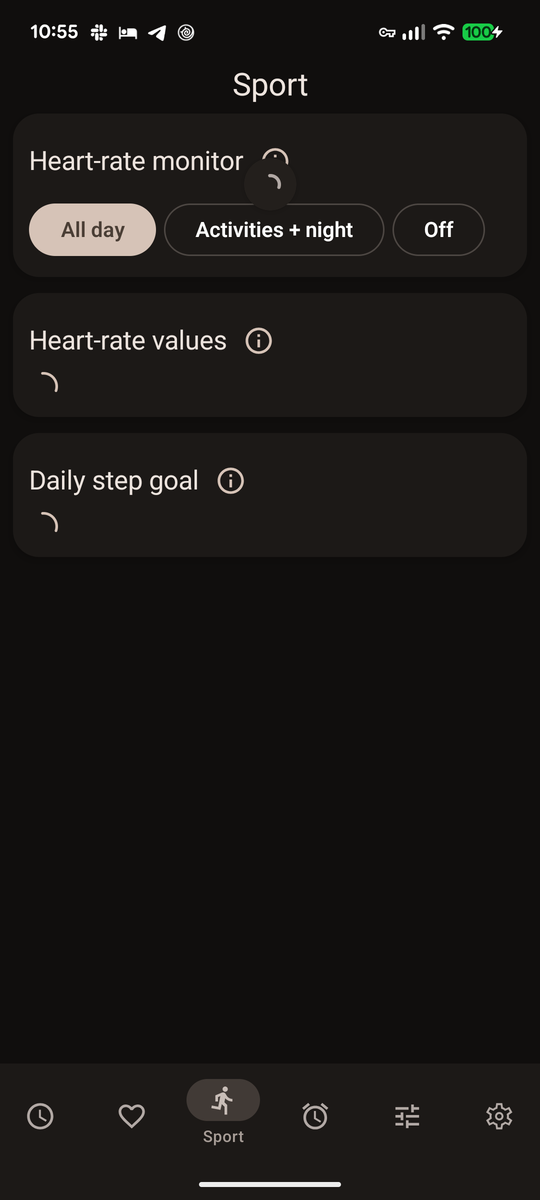 10:55
100
Sport
Heart-rate monitor
All day
Activities + night
Off
Heart-rate values
Daily step goal
Sport